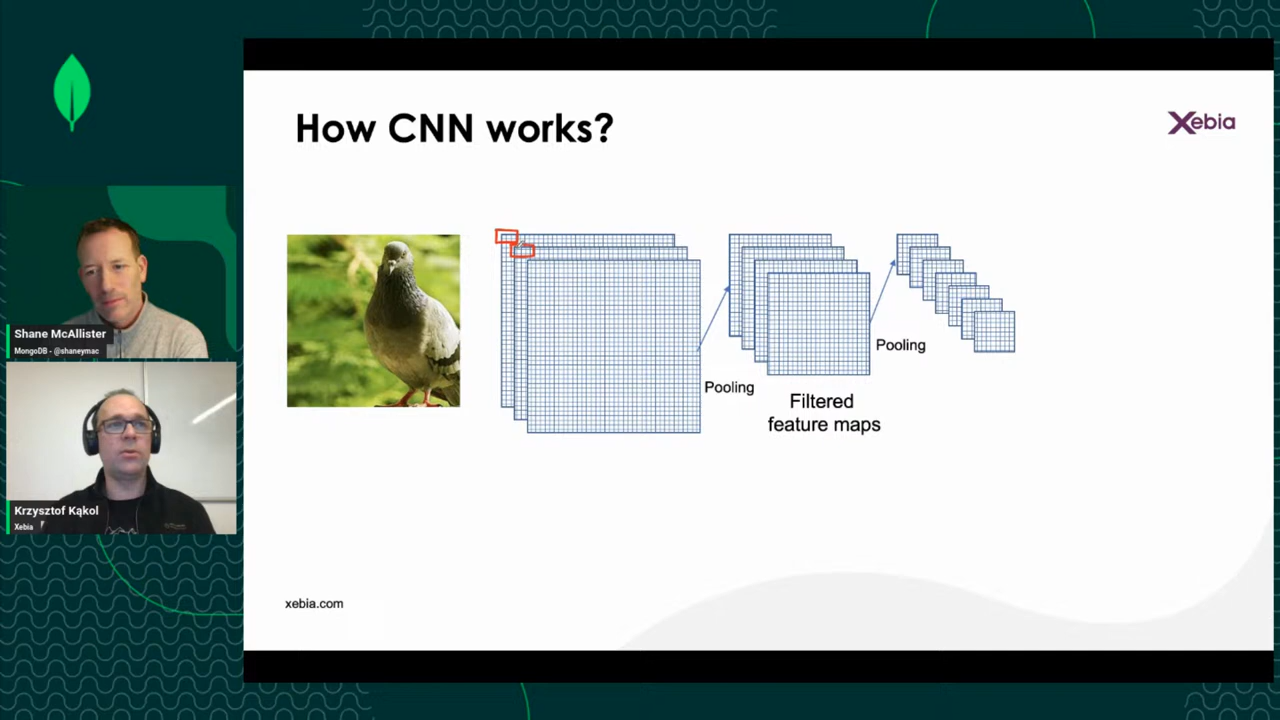 How CNN works?
Xebia
Shane McAllister
MongoDB - @shaneymac
Krzysztof Kąkol
Xebia
Pooling
Filtered
feature maps
Pooling
xebia.com